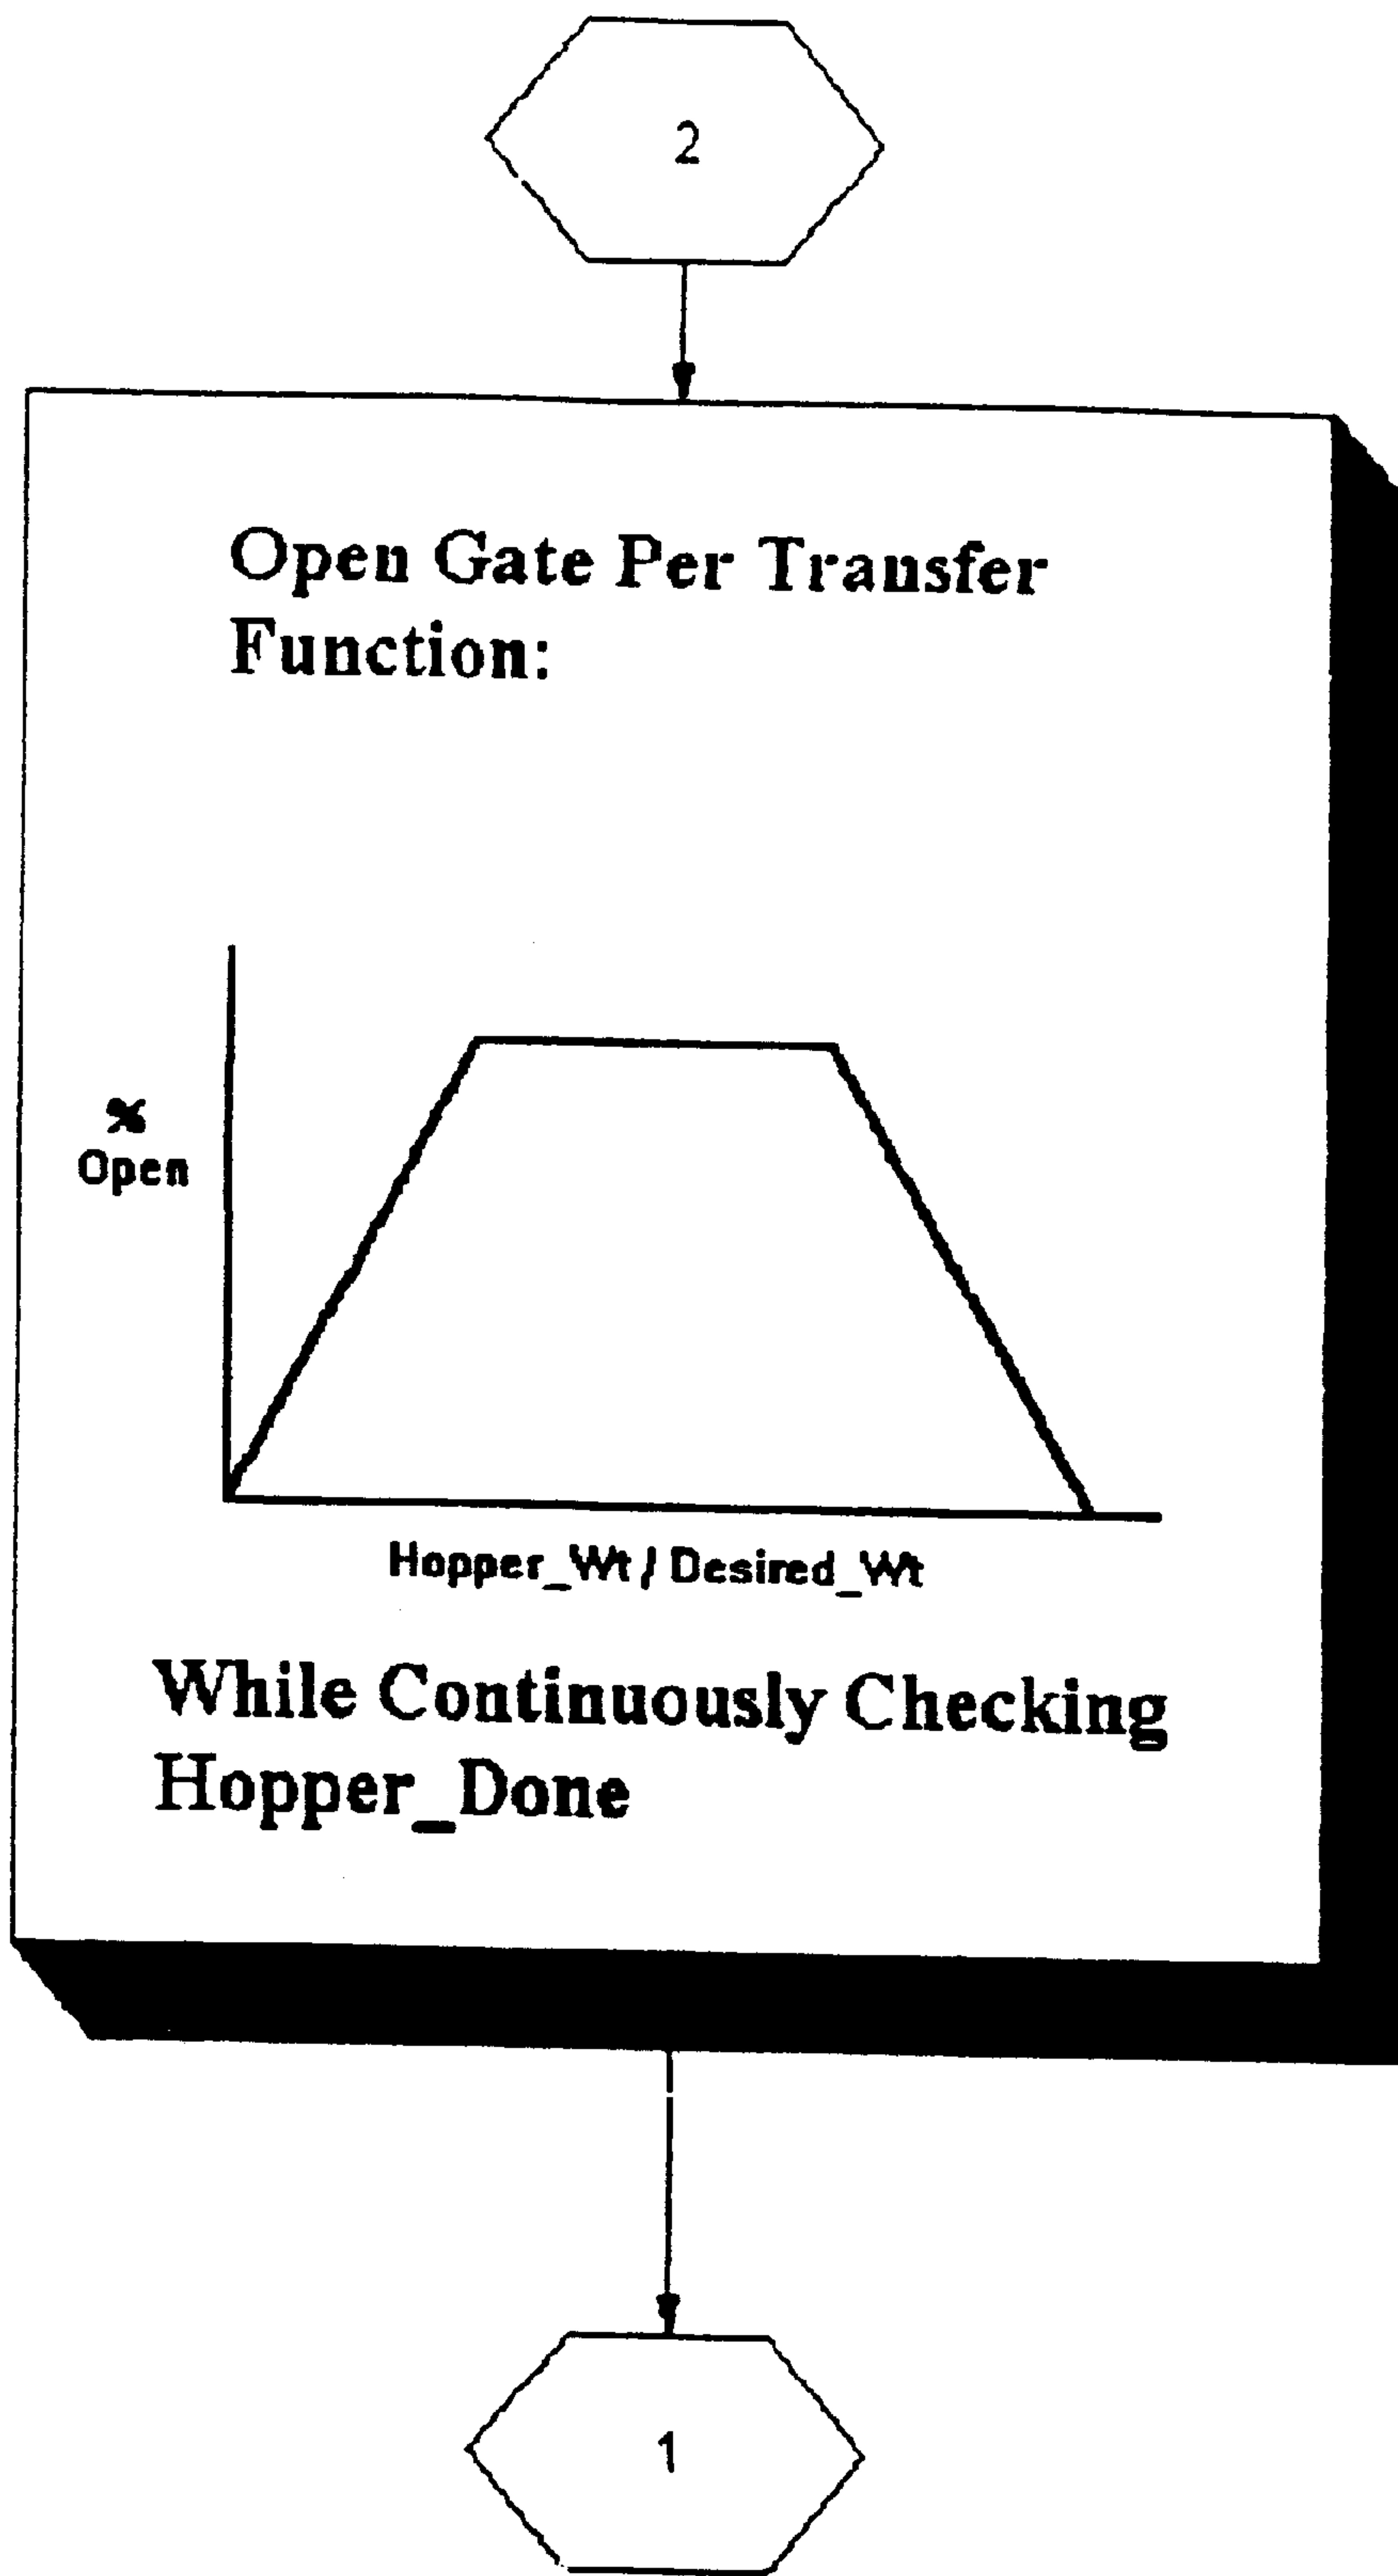 2
Open Gate Per Transfer
Function:
%
Open
Hopper_Wt / Desired_Wt
While Continuously Checking
Hopper_Done
1